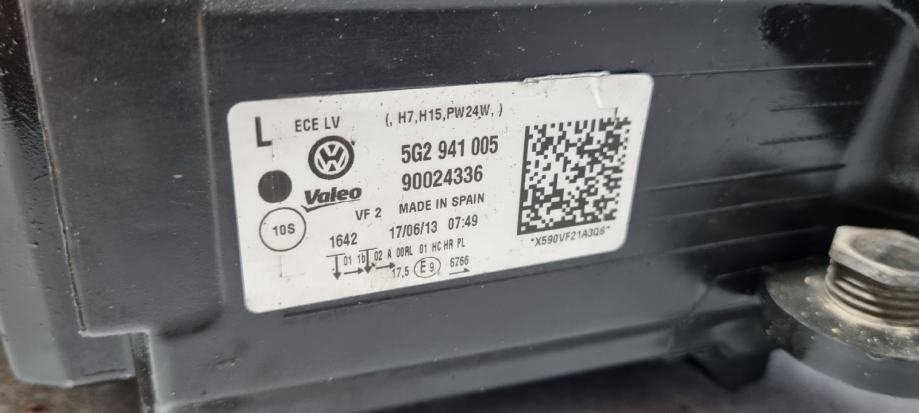 L ECE LV (, H7,H15,PW24W, )
5G2 941 005
Valeo 90024336
VF 2 MADE IN SPAIN
10S 1642 17/06/13 07:49
01 1b 02 A 00RL 01 HC HR PL
17,5 E9 6766
*X590VF21A3Q6*